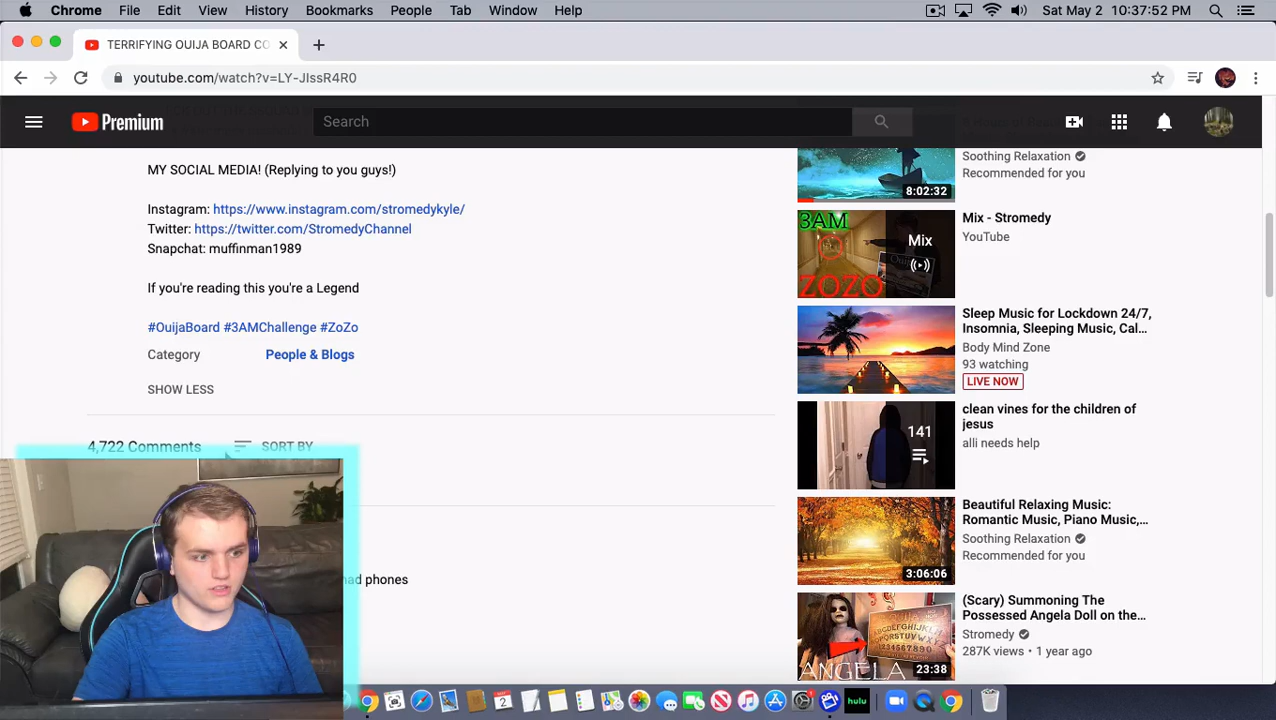 Chrome File Edit View History Bookmarks People Tab Window Help Sat May 2 10:37:52 PM
TERRIFYING OUIJA BOARD CO
youtube.com/watch?v=LY-JIssR4R0
Premium
Search
MY SOCIAL MEDIA! (Replying to you guys!)
Instagram: https://www.instagram.com/stromedykyle/
Twitter: https://twitter.com/StromedyChannel
Snapchat: muffinman1989
If you're reading this you're a Legend
#OuijaBoard #3AMChallenge #ZoZo
Category People & Blogs
SHOW LESS
4,722 Comments SORT BY
phones
8:02:32
Soothing Relaxation
Recommended for you
3AM
ZOZO
Mix
Mix - Stromedy
YouTube
Sleep Music for Lockdown 24/7,
Insomnia, Sleeping Music, Cal...
Body Mind Zone
93 watching
LIVE NOW
141
clean vines for the children of
jesus
alli needs help
3:06:06
Beautiful Relaxing Music:
Romantic Music, Piano Music,...
Soothing Relaxation
Recommended for you
ANGELA
23:38
(Scary) Summoning The
Possessed Angela Doll on the...
Stromedy
287K views • 1 year ago
2
hulu